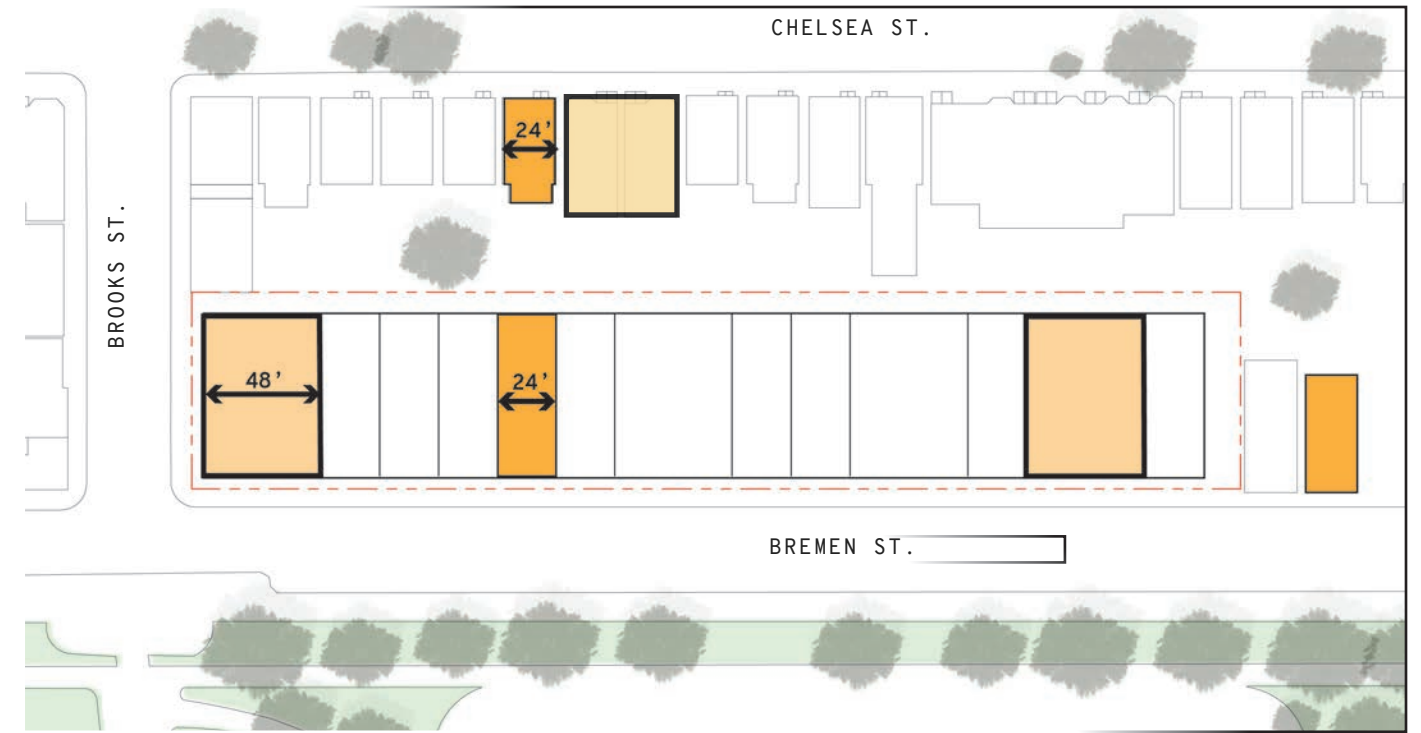 CHELSEA ST.
24'
BROOKS ST.
48'
24'
BREMEN ST.